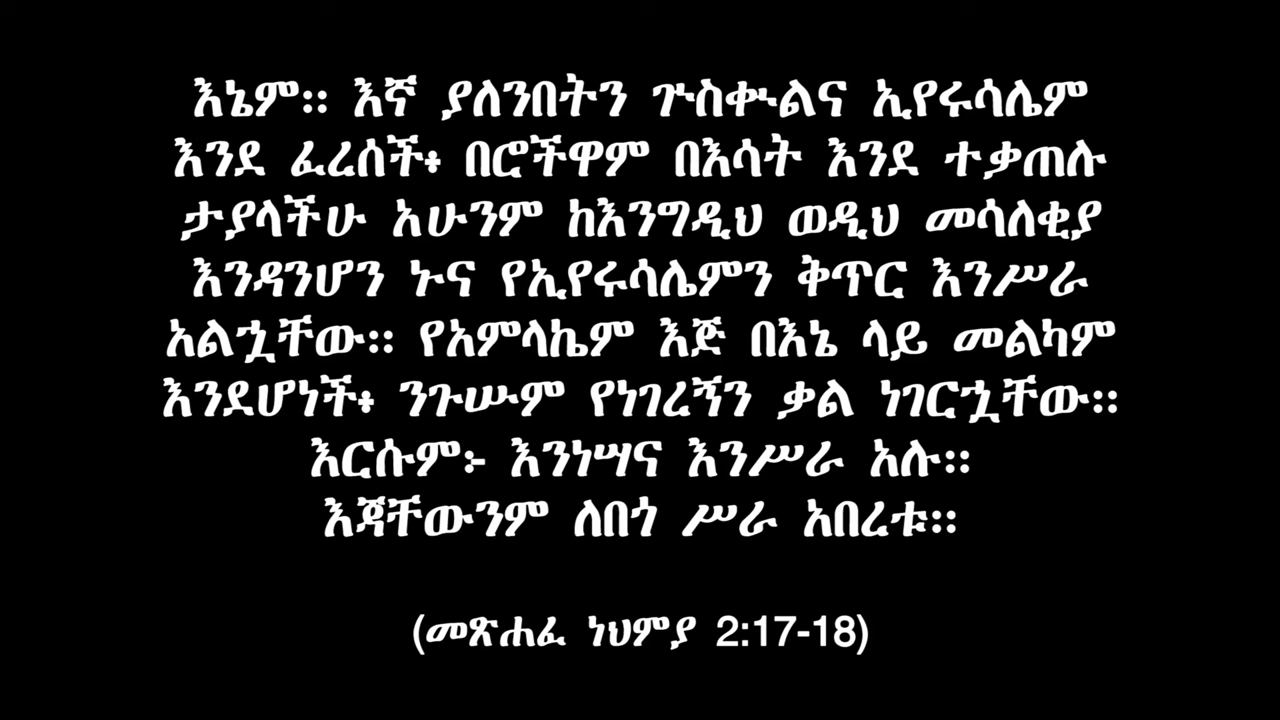 እኔም። እኛ ያለንበትን ጕስቍልና ኢየሩሳሌም
እንደ ፈረሰች፥ በሮችዋም በእሳት እንደ ተቃጠሉ
ታያላችሁ አሁንም ከእንግዲህ ወዲህ መሳለቂያ
እንዳንሆን ኑና የኢየሩሳሌምን ቅጥር እንሥራ
አልኋቸው። የአምላኬም እጅ በእኔ ላይ መልካም
እንደሆነች፥ ንጉሡም የነገረኝን ቃል ነገርኋቸው።
እርሱም፦ እንነሣና እንሥራ አሉ።
እጃቸውንም ለበጎ ሥራ አበረቱ።
(መጽሐፈ ነህምያ 2:17-18)